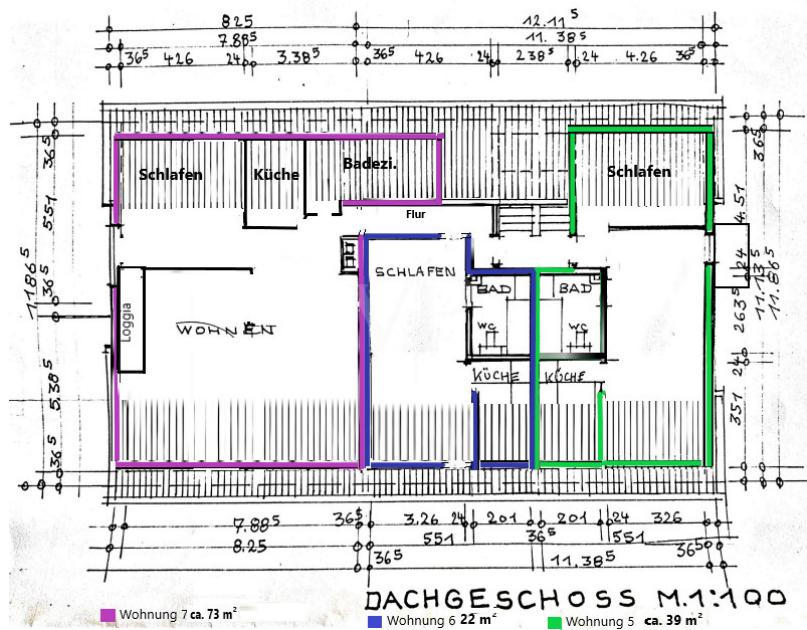 8.25 12.11⁵
7.88⁵ 11.38⁵
36⁵ 426 24 3.38⁵ 36⁵ 426 24 238⁵ 24 4.26 36⁵
36⁵ 551 36⁵ 5.38⁵ 36⁵
11.86⁵
36⁵ 4.51 24 263⁵ 24 351
11.13⁵
11.86⁵
Schlafen Küche Badezi. Schlafen
Flur
SCHLAFEN
BAD BAD
Loggia WOHNEN WC WC
KÜCHE KÜCHE
7.88⁵ 36⁵ 3.26 24 201 201 24 326
8.25 551 36⁵ 551 36⁵
36⁵ 11.38⁵
DACHGESCHOSS M.1:100
Wohnung 7 ca. 73 m² Wohnung 6 22 m² Wohnung 5 ca. 39 m²